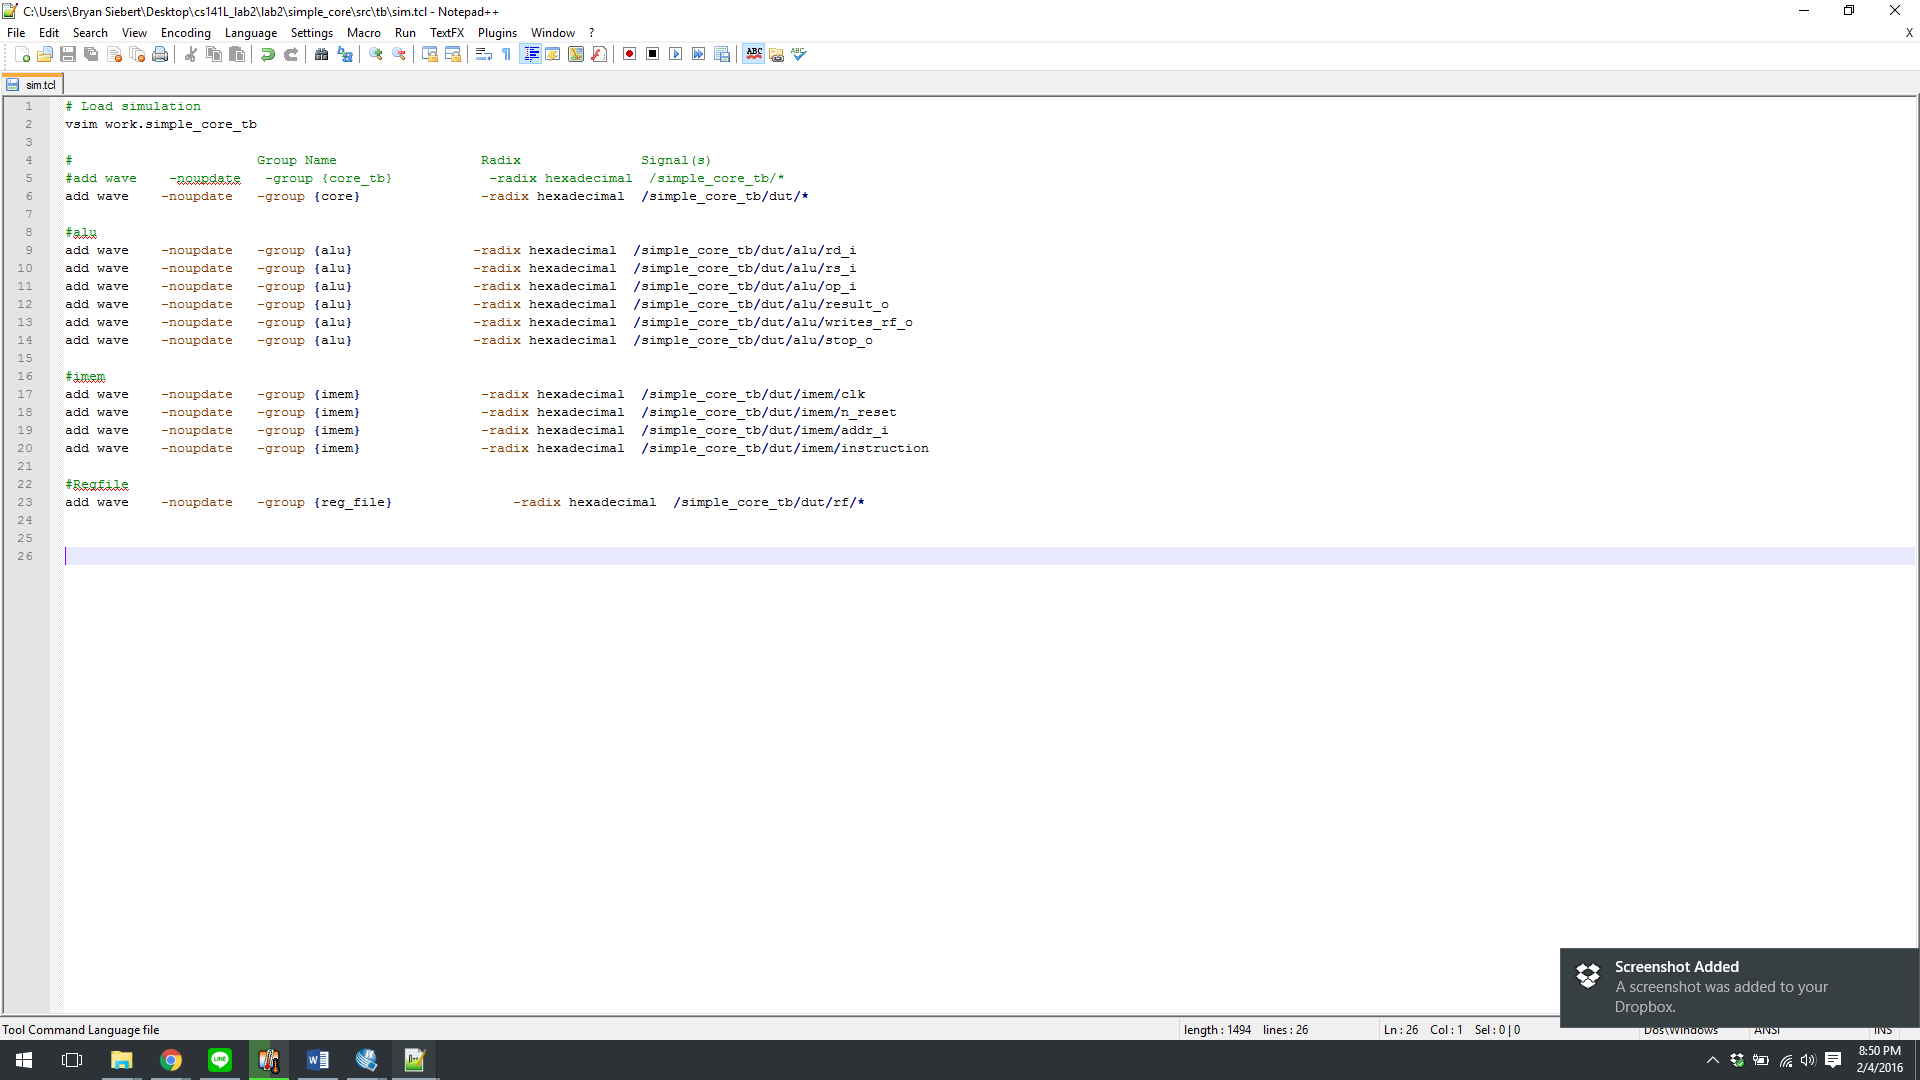 C:\Users\Bryan Siebert\Desktop\cs141L_lab2\lab2\simple_core\src\tb\sim.tcl - Notepad++
File Edit Search View Encoding Language Settings Macro Run TextFX Plugins Window ? X
sim.tcl
1 # Load simulation
2 vsim work.simple_core_tb
3
4 # Group Name Radix Signal(s)
5 #add wave -noupdate -group {core_tb} -radix hexadecimal /simple_core_tb/*
6 add wave -noupdate -group {core} -radix hexadecimal /simple_core_tb/dut/*
7
8 #alu
9 add wave -noupdate -group {alu} -radix hexadecimal /simple_core_tb/dut/alu/rd_i
10 add wave -noupdate -group {alu} -radix hexadecimal /simple_core_tb/dut/alu/rs_i
11 add wave -noupdate -group {alu} -radix hexadecimal /simple_core_tb/dut/alu/op_i
12 add wave -noupdate -group {alu} -radix hexadecimal /simple_core_tb/dut/alu/result_o
13 add wave -noupdate -group {alu} -radix hexadecimal /simple_core_tb/dut/alu/writes_rf_o
14 add wave -noupdate -group {alu} -radix hexadecimal /simple_core_tb/dut/alu/stop_o
15
16 #imem
17 add wave -noupdate -group {imem} -radix hexadecimal /simple_core_tb/dut/imem/clk
18 add wave -noupdate -group {imem} -radix hexadecimal /simple_core_tb/dut/imem/n_reset
19 add wave -noupdate -group {imem} -radix hexadecimal /simple_core_tb/dut/imem/addr_i
20 add wave -noupdate -group {imem} -radix hexadecimal /simple_core_tb/dut/imem/instruction
21
22 #Regfile
23 add wave -noupdate -group {reg_file} -radix hexadecimal /simple_core_tb/dut/rf/*
24
25
26
Screenshot Added
A screenshot was added to your
Dropbox.
Tool Command Language file length : 1494 lines : 26 Ln : 26 Col : 1 Sel : 0 | 0 Dos\Windows ANSI INS
8:50 PM
2/4/2016